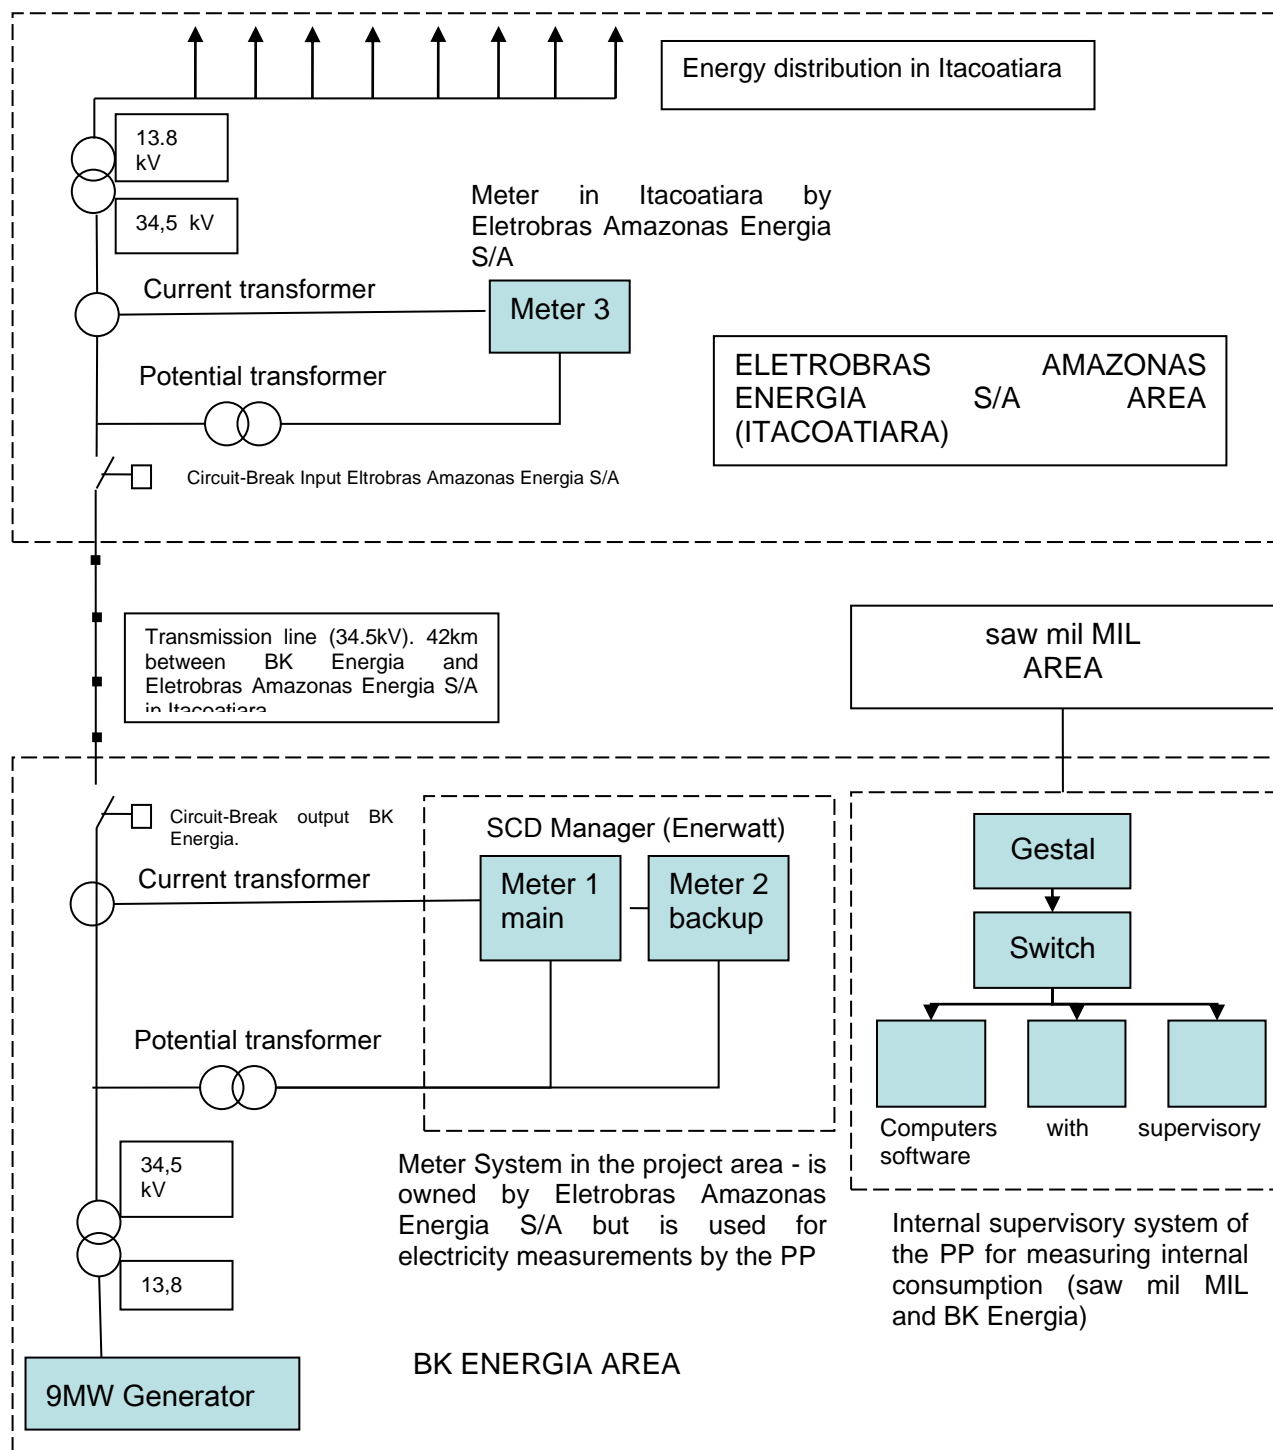 Energy distribution in Itacoatiara
13.8
kV
34,5 kV
Meter in Itacoatiara by
Eletrobras Amazonas Energia
S/A
Current transformer
Meter 3
Potential transformer
ELETROBRAS AMAZONAS
ENERGIA S/A AREA
(ITACOATIARA)
Circuit-Break Input Eltrobras Amazonas Energia S/A
Transmission line (34.5kV). 42km
between BK Energia and
Eletrobras Amazonas Energia S/A
in Itacoatiara
saw mil MIL
AREA
Circuit-Break output BK
Energia.
SCD Manager (Enerwatt)
Current transformer
Meter 1
main
Meter 2
backup
Gestal
Switch
Potential transformer
Computers with supervisory
software
34,5
kV
13,8
Meter System in the project area - is
owned by Eletrobras Amazonas
Energia S/A but is used for
electricity measurements by the PP
Internal supervisory system of
the PP for measuring internal
consumption (saw mil MIL
and BK Energia)
BK ENERGIA AREA
9MW Generator